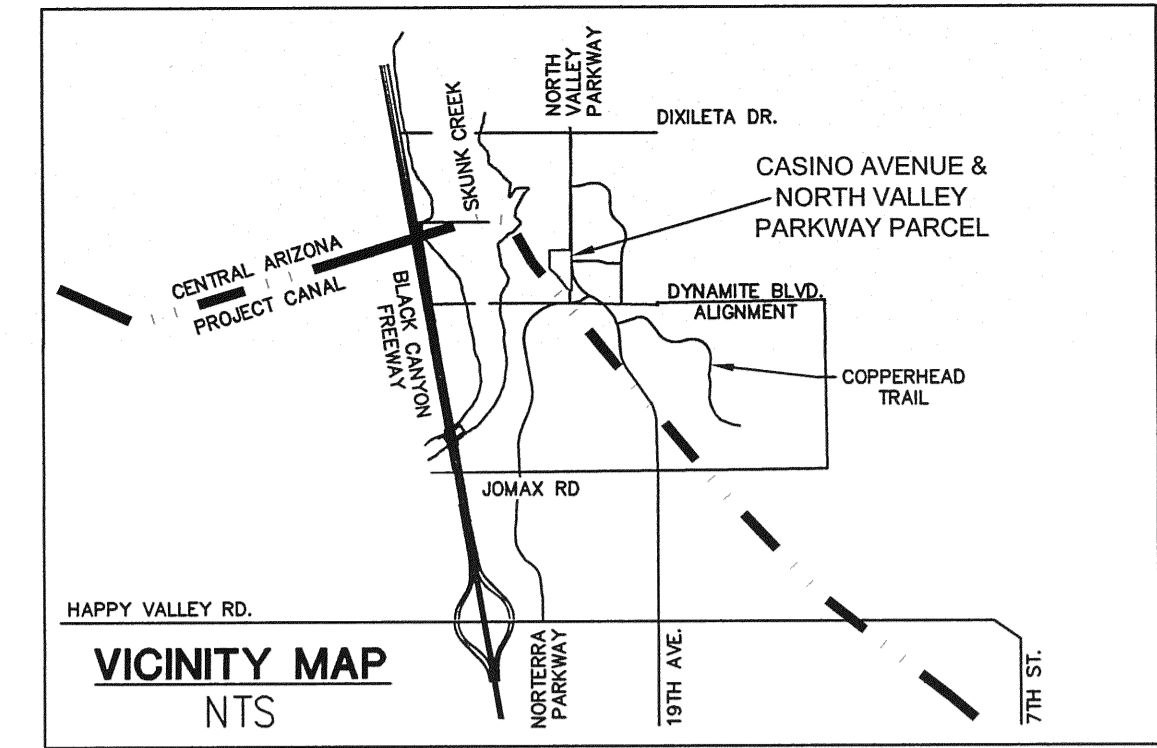 NORTH
VALLEY
PARKWAY
SKUNK CREEK
DIXILETA DR.
CASINO AVENUE &
NORTH VALLEY
PARKWAY PARCEL
CENTRAL ARIZONA
PROJECT CANAL
BLACK CANYON
FREEWAY
DYNAMITE BLVD.
ALIGNMENT
COPPERHEAD
TRAIL
JOMAX RD
HAPPY VALLEY RD.
VICINITY MAP
NTS
NORTERRA
PARKWAY
19TH AVE.
7TH ST.